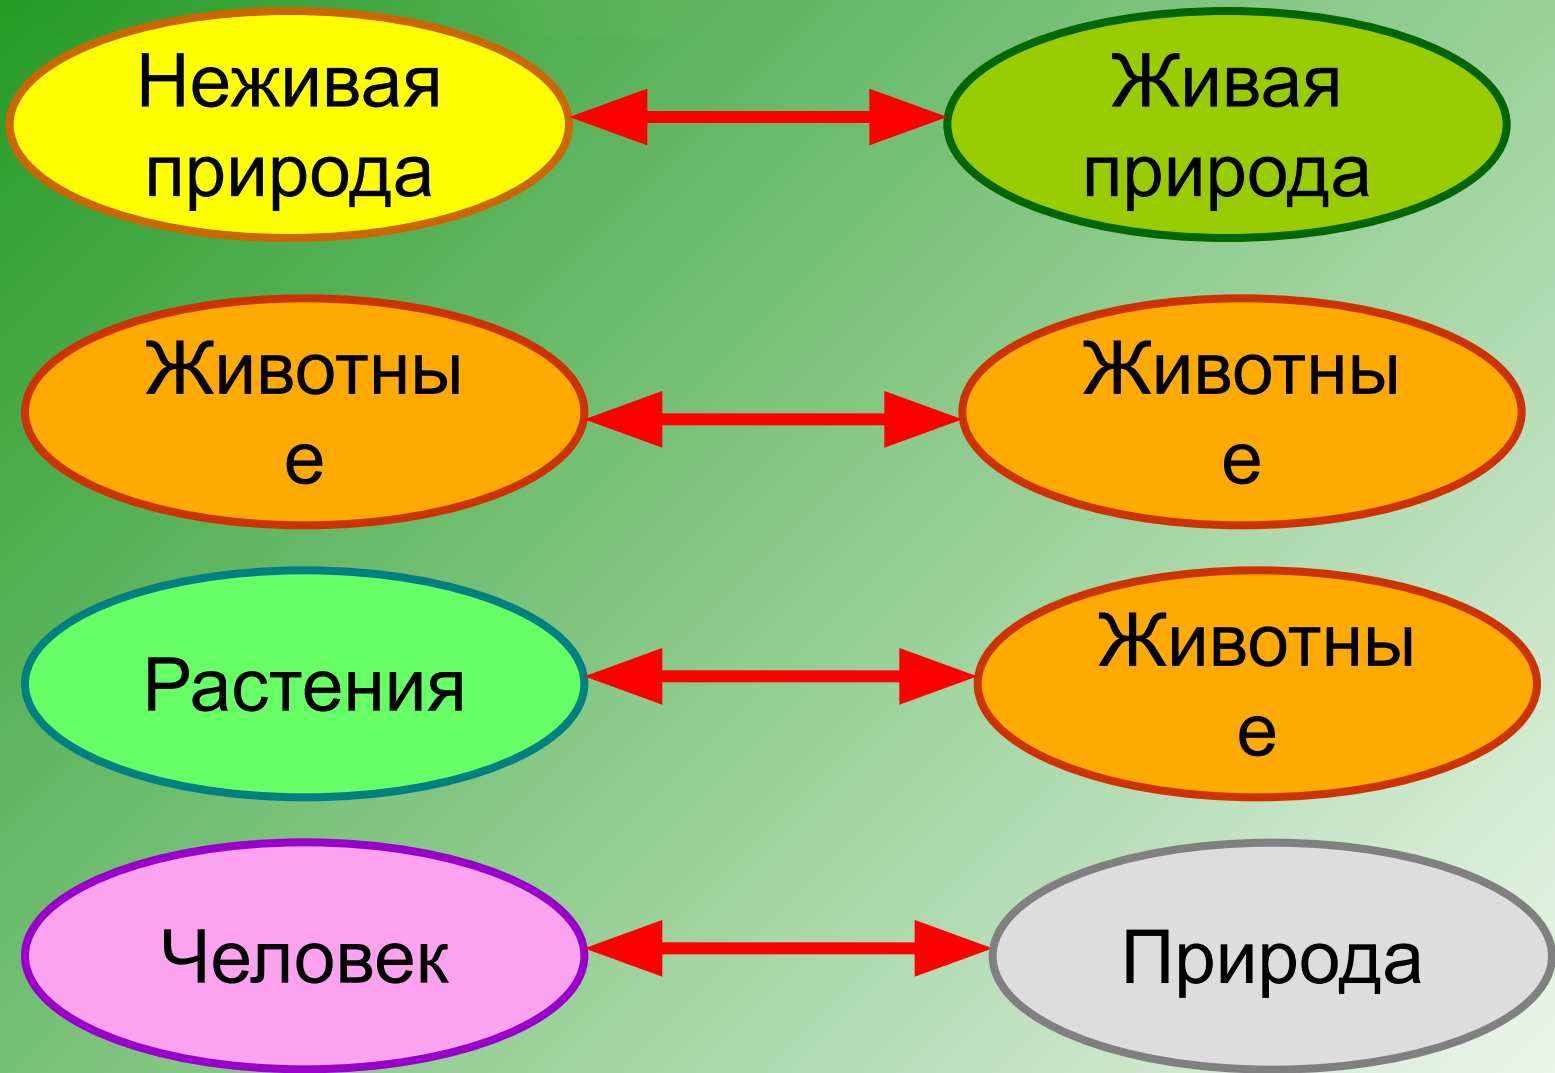 Неживая
природа
Живая
природа
Животны
е
Животны
е
Растения
Животны
е
Человек
Природа